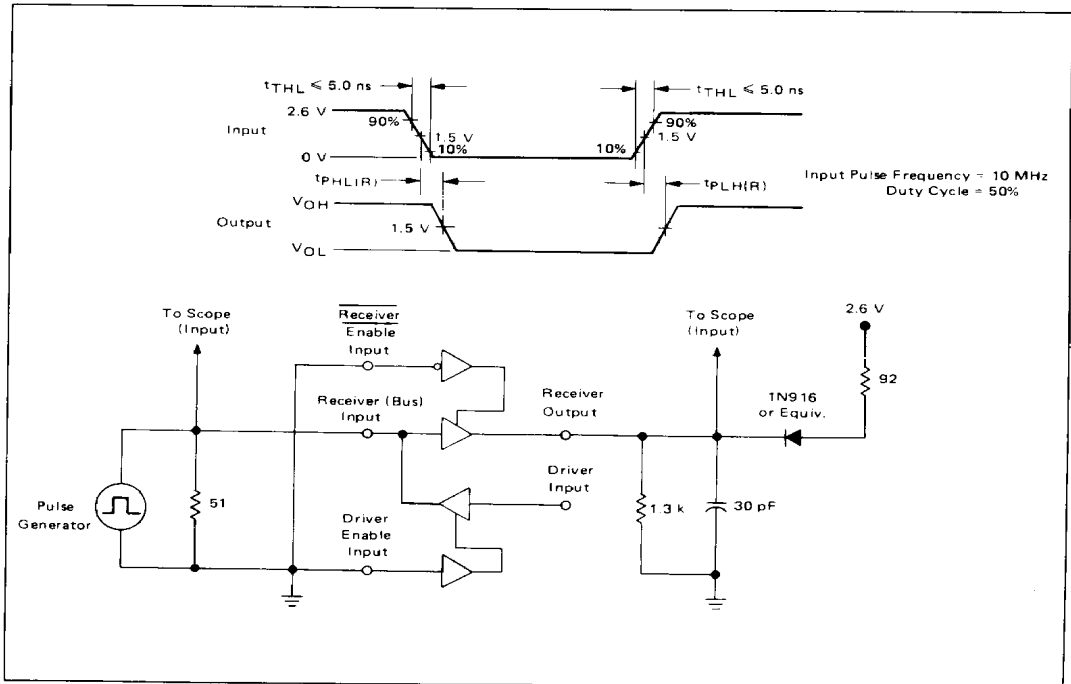 tTHL ≤ 5.0 ns
tTHL ≤ 5.0 ns
2.6 V
90%
90%
Input
1.5 V
1.5 V
10%
10%
0 V
tPHL(R)
tPLH(R)
Input Pulse Frequency = 10 MHz
Duty Cycle = 50%
VOH
Output
1.5 V
VOL
To Scope
(Input)
Receiver
Enable
Input
To Scope
(Input)
2.6 V
92
1N916
or Equiv.
Receiver (Bus)
Input
Receiver
Output
Pulse
Generator
51
Driver
Input
Driver
Enable
Input
1.3 k
30 pF